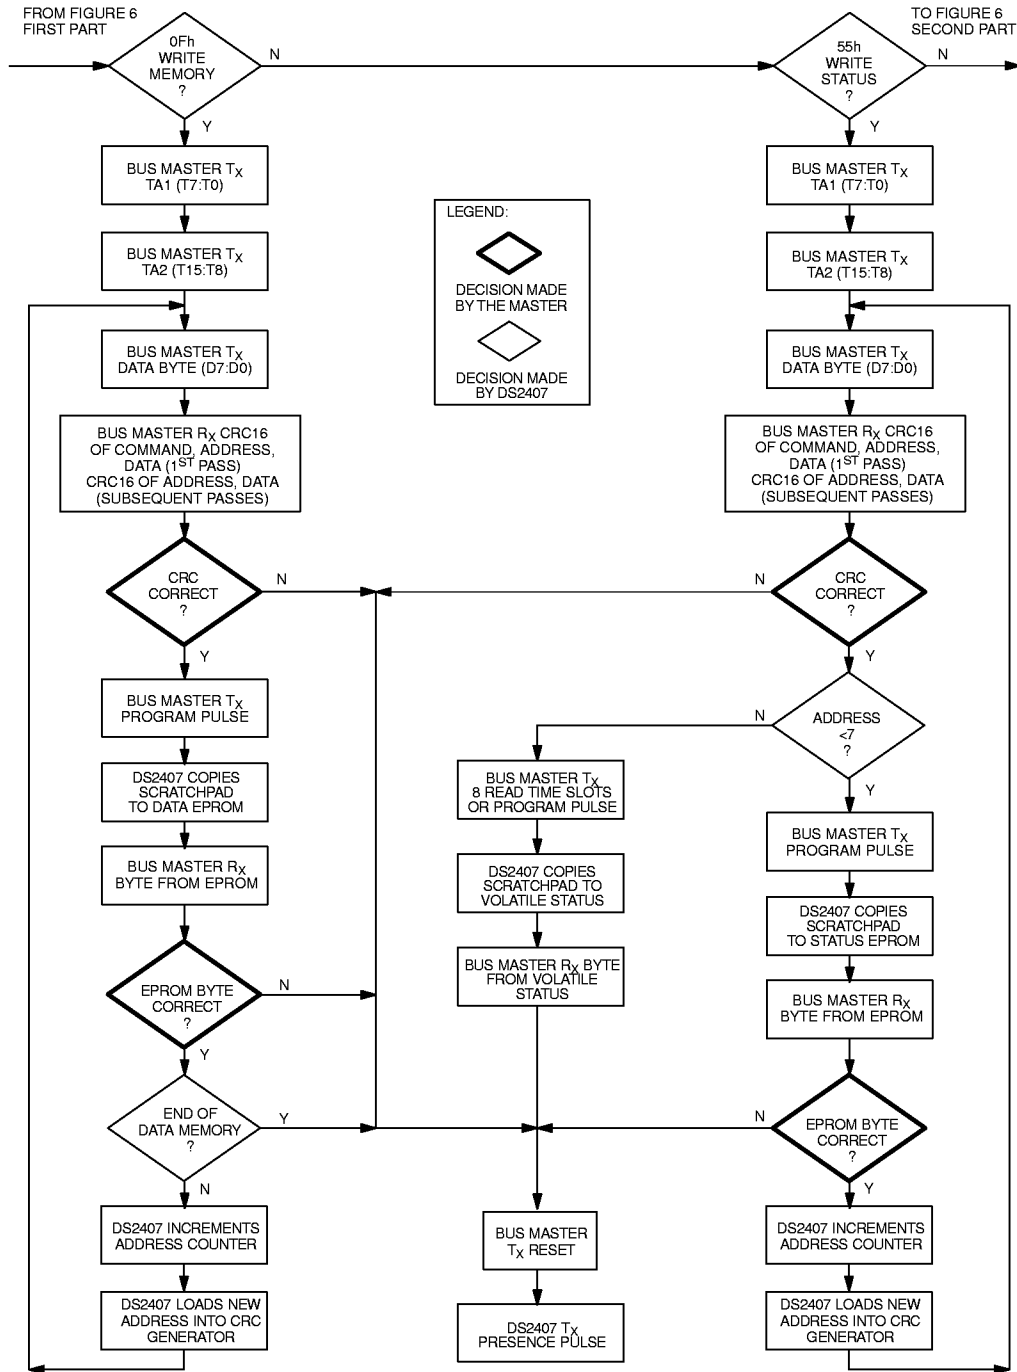 FROM FIGURE 6
FIRST PART
TO FIGURE 6
SECOND PART
0Fh
WRITE
MEMORY
?
N
Y
55h
WRITE
STATUS
?
N
Y
BUS MASTER TX
TA1 (T7:T0)
BUS MASTER TX
TA2 (T15:T8)
BUS MASTER TX
DATA BYTE (D7:D0)
BUS MASTER RX CRC16
OF COMMAND, ADDRESS,
DATA (1ST PASS)
CRC16 OF ADDRESS, DATA
(SUBSEQUENT PASSES)
CRC
CORRECT
?
N
Y
BUS MASTER TX
PROGRAM PULSE
DS2407 COPIES
SCRATCHPAD
TO DATA EPROM
BUS MASTER RX
BYTE FROM EPROM
EPROM BYTE
CORRECT
?
N
Y
END OF
DATA MEMORY
?
Y
N
DS2407 INCREMENTS
ADDRESS COUNTER
DS2407 LOADS NEW
ADDRESS INTO CRC
GENERATOR
LEGEND:
DECISION MADE
BY THE MASTER
DECISION MADE
BY DS2407
BUS MASTER TX
8 READ TIME SLOTS
OR PROGRAM PULSE
DS2407 COPIES
SCRATCHPAD TO
VOLATILE STATUS
BUS MASTER RX BYTE
FROM VOLATILE
STATUS
BUS MASTER
TX RESET
DS2407 TX
PRESENCE PULSE
BUS MASTER TX
TA1 (T7:T0)
BUS MASTER TX
TA2 (T15:T8)
BUS MASTER TX
DATA BYTE (D7:D0)
BUS MASTER RX CRC16
OF COMMAND, ADDRESS,
DATA (1ST PASS)
CRC16 OF ADDRESS, DATA
(SUBSEQUENT PASSES)
N
CRC
CORRECT
?
Y
N
ADDRESS
<7
?
Y
BUS MASTER TX
PROGRAM PULSE
DS2407 COPIES
SCRATCHPAD
TO STATUS EPROM
BUS MASTER RX
BYTE FROM EPROM
N
EPROM BYTE
CORRECT
?
Y
DS2407 INCREMENTS
ADDRESS COUNTER
DS2407 LOADS NEW
ADDRESS INTO CRC
GENERATOR